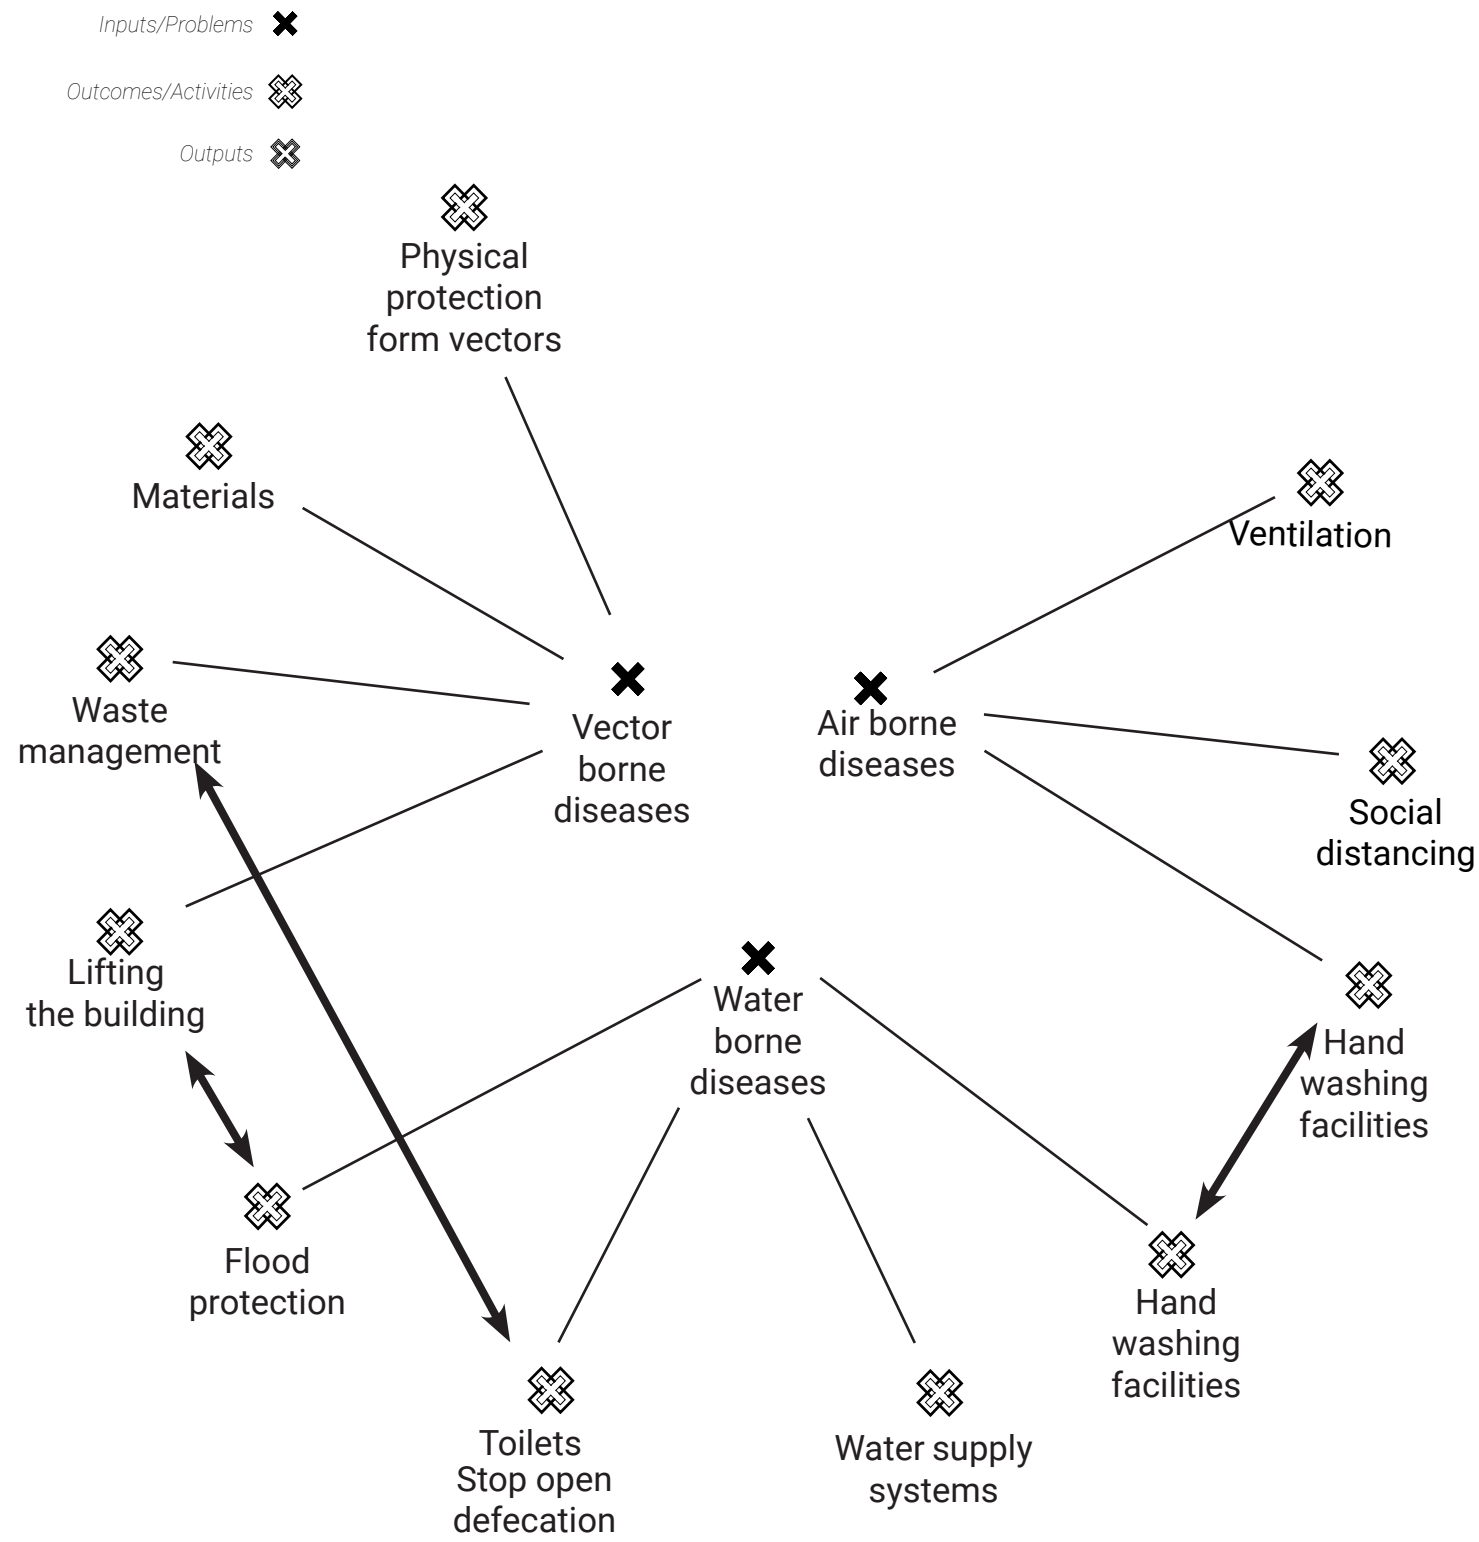 Inputs/Problems
Outcomes/Activities
Outputs
Physical
protection
form vectors
Materials
Ventilation
Waste
management
Vector
borne
diseases
Air borne
diseases
Social
distancing
Lifting
the building
Water
borne
diseases
Hand
washing
facilities
Flood
protection
Hand
washing
facilities
Toilets
Stop open
defecation
Water supply
systems